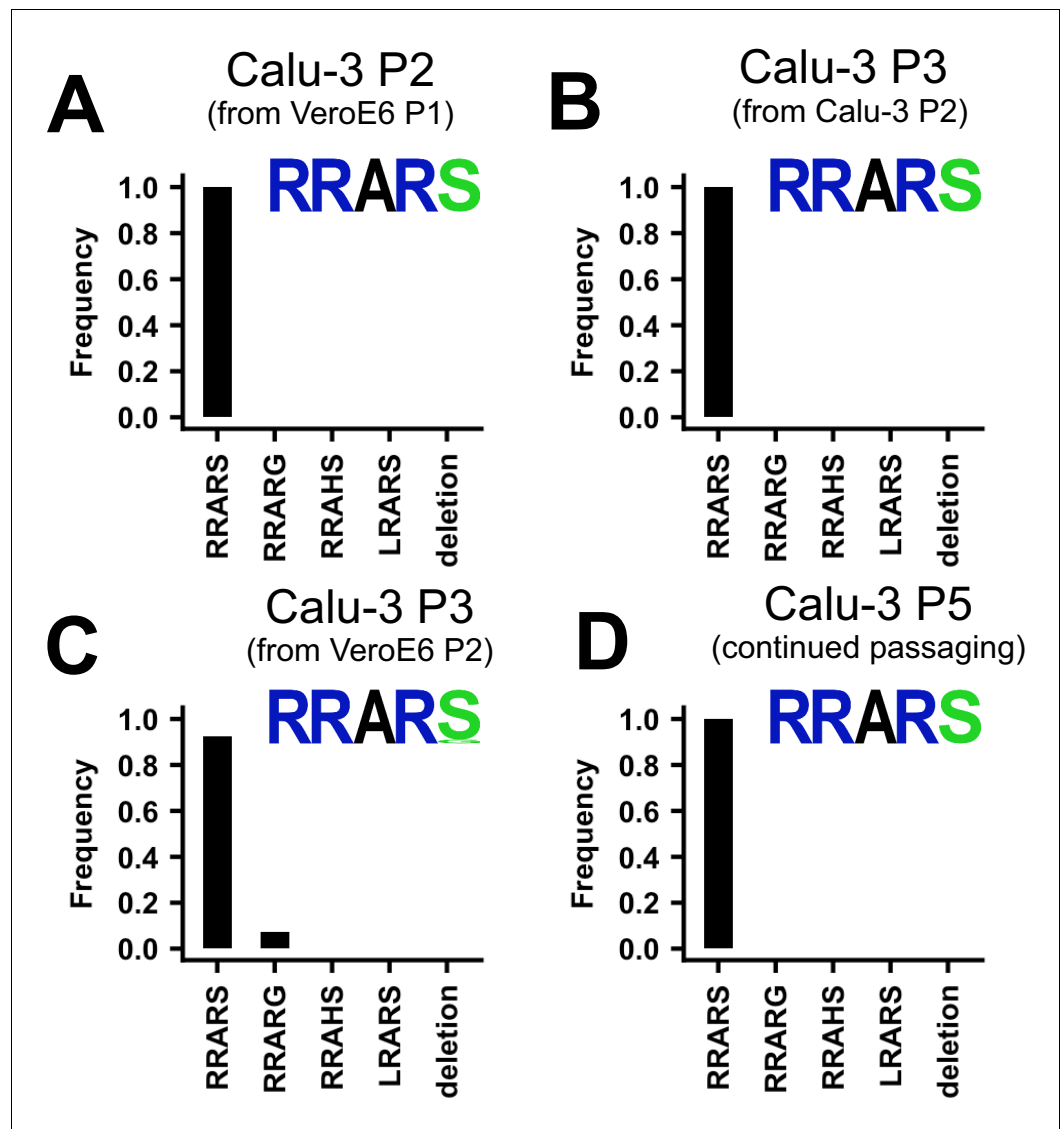 A
Calu-3 P2
(from VeroE6 P1)
RRARS
Frequency
1.0
0.8
0.6
0.4
0.2
0.0
RRARS
RRARG
RRAHS
LRARS
deletion
B
Calu-3 P3
(from Calu-3 P2)
RRARS
Frequency
1.0
0.8
0.6
0.4
0.2
0.0
RRARS
RRARG
RRAHS
LRARS
deletion
C
Calu-3 P3
(from VeroE6 P2)
RRARS
Frequency
1.0
0.8
0.6
0.4
0.2
0.0
RRARS
RRARG
RRAHS
LRARS
deletion
D
Calu-3 P5
(continued passaging)
RRARS
Frequency
1.0
0.8
0.6
0.4
0.2
0.0
RRARS
RRARG
RRAHS
LRARS
deletion